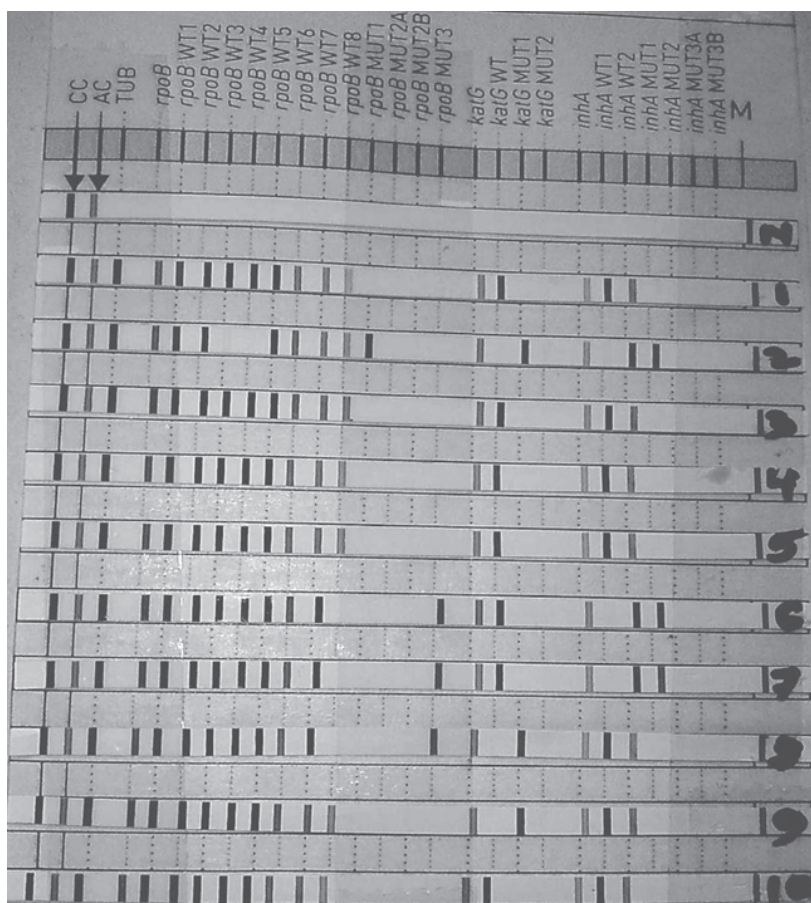 CC
AC
TUB
rpoB
rpoB WT1
rpoB WT2
rpoB WT3
rpoB WT4
rpoB WT5
rpoB WT6
rpoB WT7
rpoB WT8
rpoB MUT1
rpoB MUT2A
rpoB MUT2B
rpoB MUT3
katG
katG WT
katG MUT1
katG MUT2
inhA
inhA WT1
inhA WT2
inhA MUT1
inhA MUT2
inhA MUT3A
inhA MUT3B
M
1
2
3
4
5
6
7
9
10